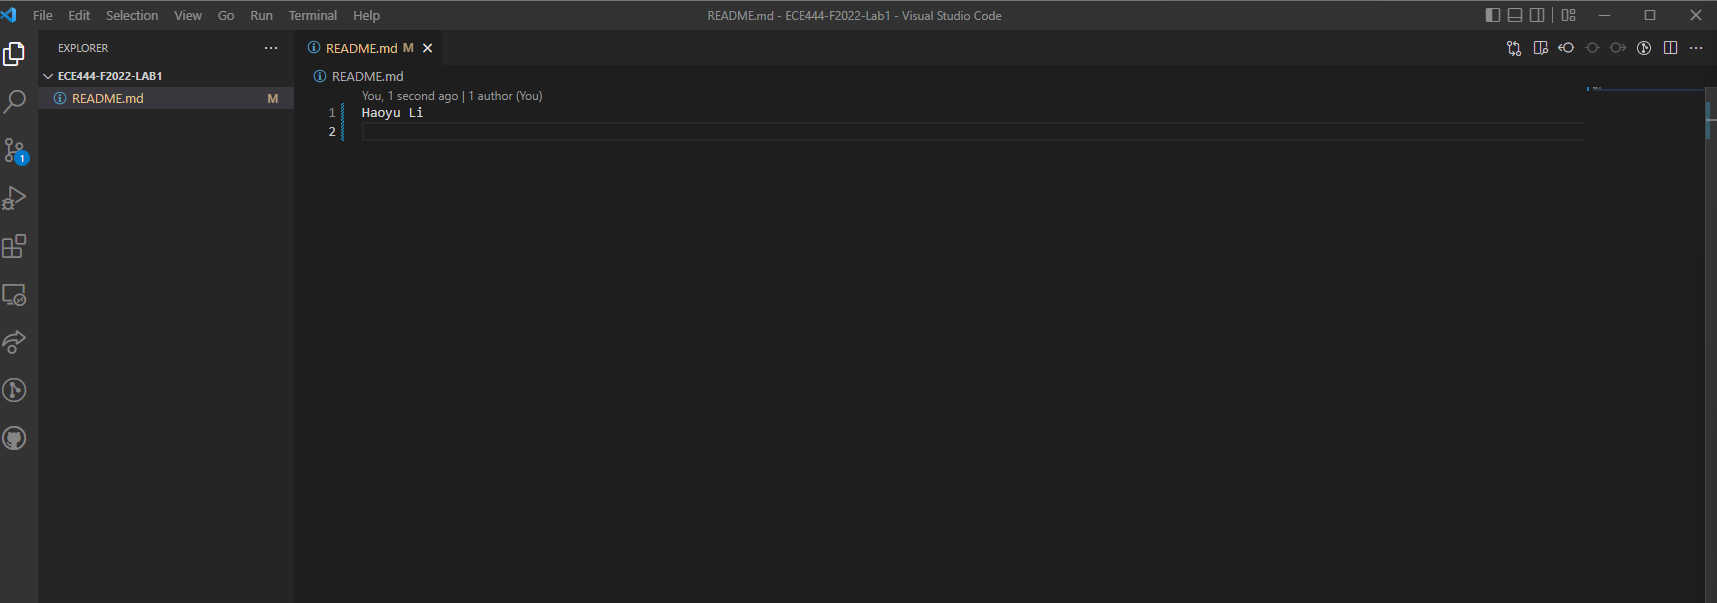 File Edit Selection View Go Run Terminal Help
README.md - ECE444-F2022-Lab1 - Visual Studio Code
EXPLORER
README.md M
ECE444-F2022-LAB1
README.md
README.md M
You, 1 second ago | 1 author (You)
1 Haoyu Li
2
1